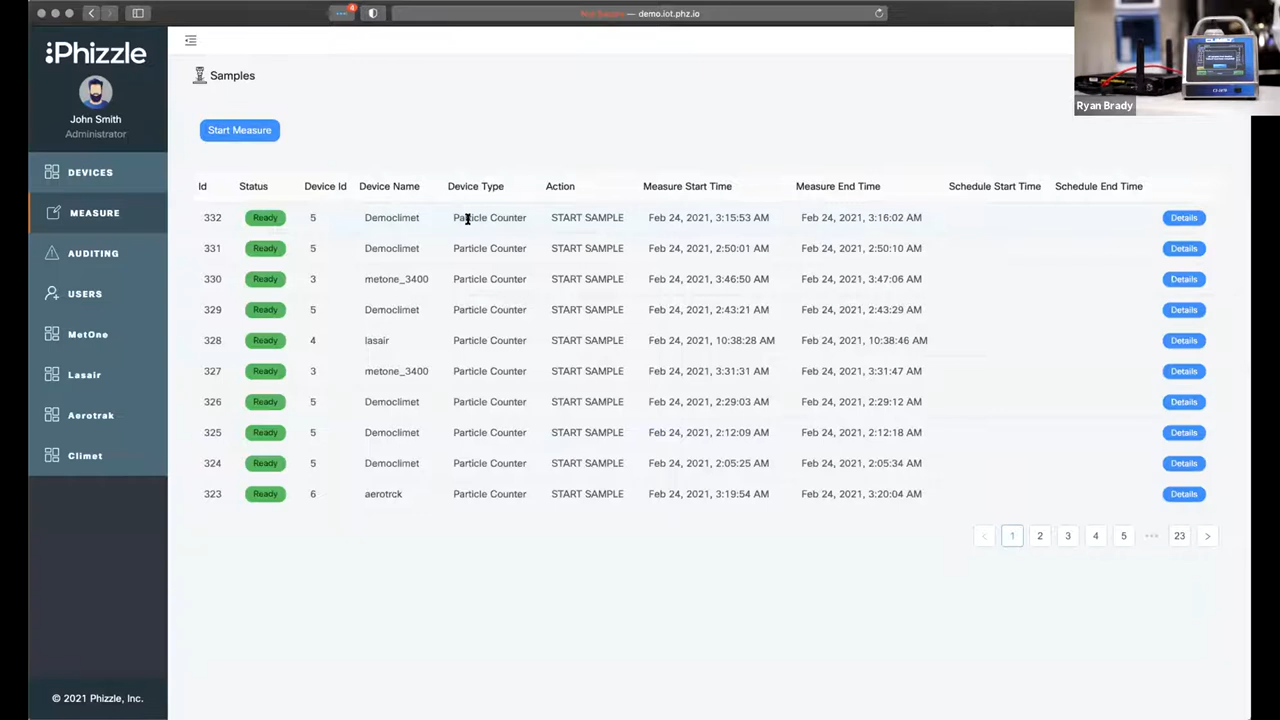 4
Not Secure — demo.iot.phz.io
Phizzle
John Smith
Administrator
DEVICES
MEASURE
AUDITING
USERS
MetOne
Lasair
Aerotrak
Climet
© 2021 Phizzle, Inc.
Samples
Start Measure
Id Status Device Id Device Name Device Type Action Measure Start Time Measure End Time Schedule Start Time Schedule End Time
332 Ready 5 Democlimet Particle Counter START SAMPLE Feb 24, 2021, 3:15:53 AM Feb 24, 2021, 3:16:02 AM Details
331 Ready 5 Democlimet Particle Counter START SAMPLE Feb 24, 2021, 2:50:01 AM Feb 24, 2021, 2:50:10 AM Details
330 Ready 3 metone_3400 Particle Counter START SAMPLE Feb 24, 2021, 3:46:50 AM Feb 24, 2021, 3:47:06 AM Details
329 Ready 5 Democlimet Particle Counter START SAMPLE Feb 24, 2021, 2:43:21 AM Feb 24, 2021, 2:43:29 AM Details
328 Ready 4 lasair Particle Counter START SAMPLE Feb 24, 2021, 10:38:28 AM Feb 24, 2021, 10:38:46 AM Details
327 Ready 3 metone_3400 Particle Counter START SAMPLE Feb 24, 2021, 3:31:31 AM Feb 24, 2021, 3:31:47 AM Details
326 Ready 5 Democlimet Particle Counter START SAMPLE Feb 24, 2021, 2:29:03 AM Feb 24, 2021, 2:29:12 AM Details
325 Ready 5 Democlimet Particle Counter START SAMPLE Feb 24, 2021, 2:12:09 AM Feb 24, 2021, 2:12:18 AM Details
324 Ready 5 Democlimet Particle Counter START SAMPLE Feb 24, 2021, 2:05:25 AM Feb 24, 2021, 2:05:34 AM Details
323 Ready 6 aerotrck Particle Counter START SAMPLE Feb 24, 2021, 3:19:54 AM Feb 24, 2021, 3:20:04 AM Details
< 1 2 3 4 5 ••• 23 >
Ryan Brady